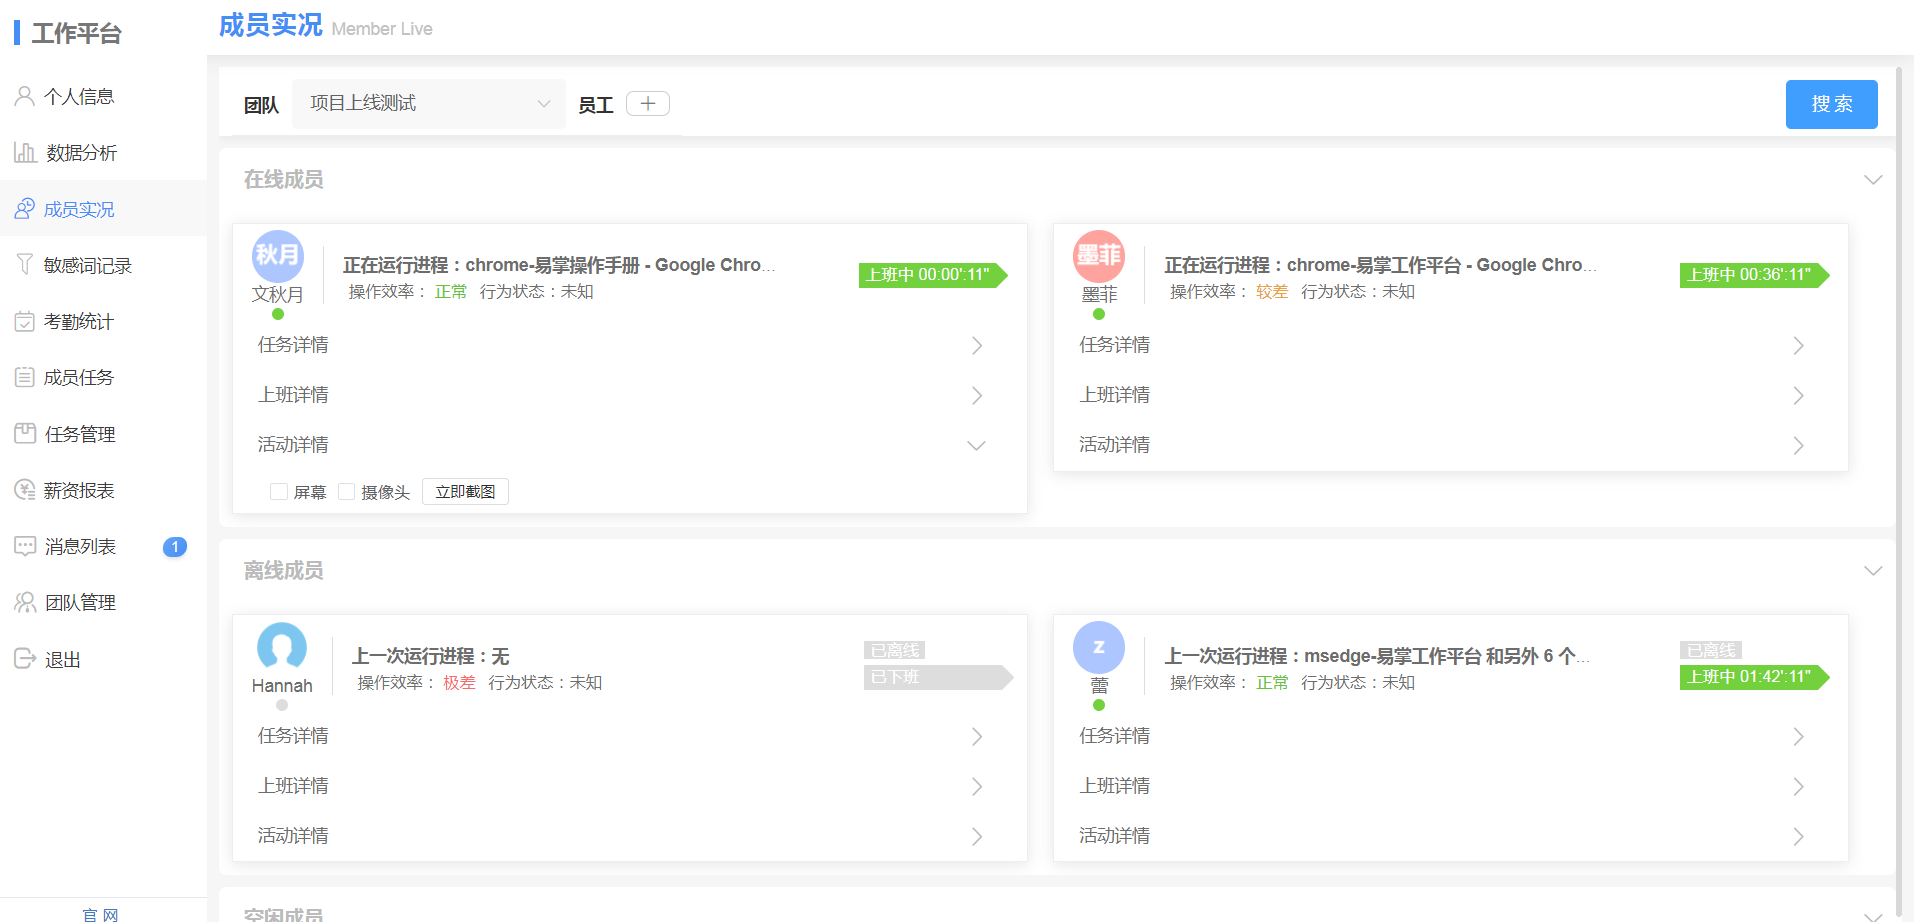 工作平台
个人信息
数据分析
成员实况
敏感词记录
考勤统计
成员任务
任务管理
薪资报表
消息列表 1
团队管理
退出
官网
成员实况 Member Live
团队 项目上线测试 员工 搜索
在线成员
秋月
文秋月
正在运行进程：chrome-易掌操作手册 - Google Chro...
操作效率： 正常 行为状态：未知
上班中 00:00':11"
任务详情
上班详情
活动详情
屏幕 摄像头 立即截图
墨菲
墨菲
正在运行进程：chrome-易掌工作平台 - Google Chro...
操作效率： 较差 行为状态：未知
上班中 00:36':11"
任务详情
上班详情
活动详情
离线成员
Hannah
上一次运行进程：无
操作效率： 极差 行为状态：未知
已离线
已下班
任务详情
上班详情
活动详情
z
蕾
上一次运行进程：msedge-易掌工作平台 和另外 6 个...
操作效率： 正常 行为状态：未知
已离线
上班中 01:42':11"
任务详情
上班详情
活动详情
空闲成员